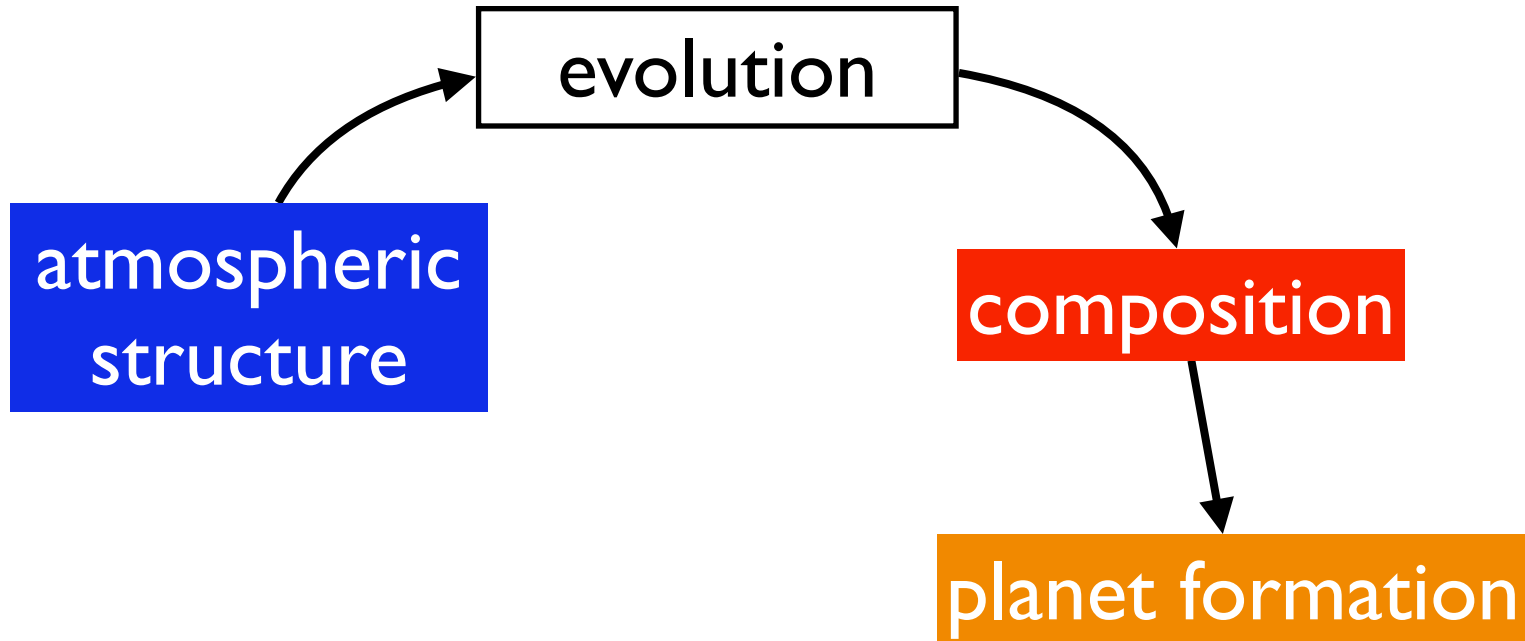 evolution
atmospheric
structure
composition
planet formation